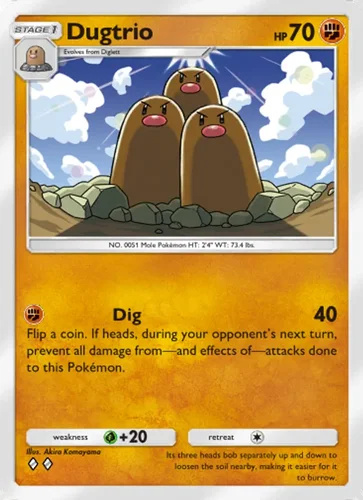 STAGE 1
Dugtrio
HP 70
Evolves from Diglett
NO. 0051 Mole Pokémon HT: 2'4" WT: 73.4 lbs.
Dig 40
Flip a coin. If heads, during your opponent's next turn,
prevent all damage from—and effects of—attacks done
to this Pokémon.
weakness +20 retreat
Illus. Akira Komayama
Its three heads bob separately up and down to
loosen the soil nearby, making it easier for it
to burrow.